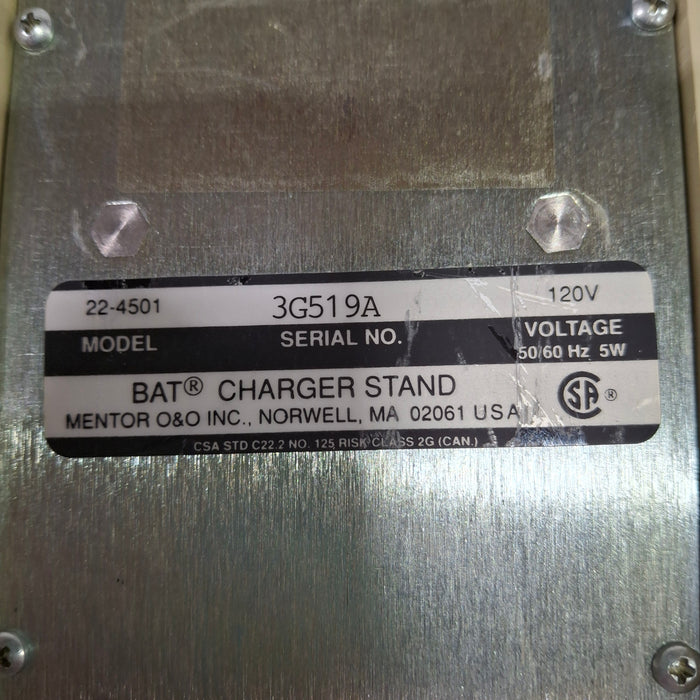 22-4501 3G519A 120V
MODEL SERIAL NO. VOLTAGE
50/60 Hz 5W
BAT® CHARGER STAND
MENTOR O&O INC., NORWELL, MA 02061 USA
SA ®
CSA STD C22.2 NO. 125 RISK CLASS 2G (CAN.)